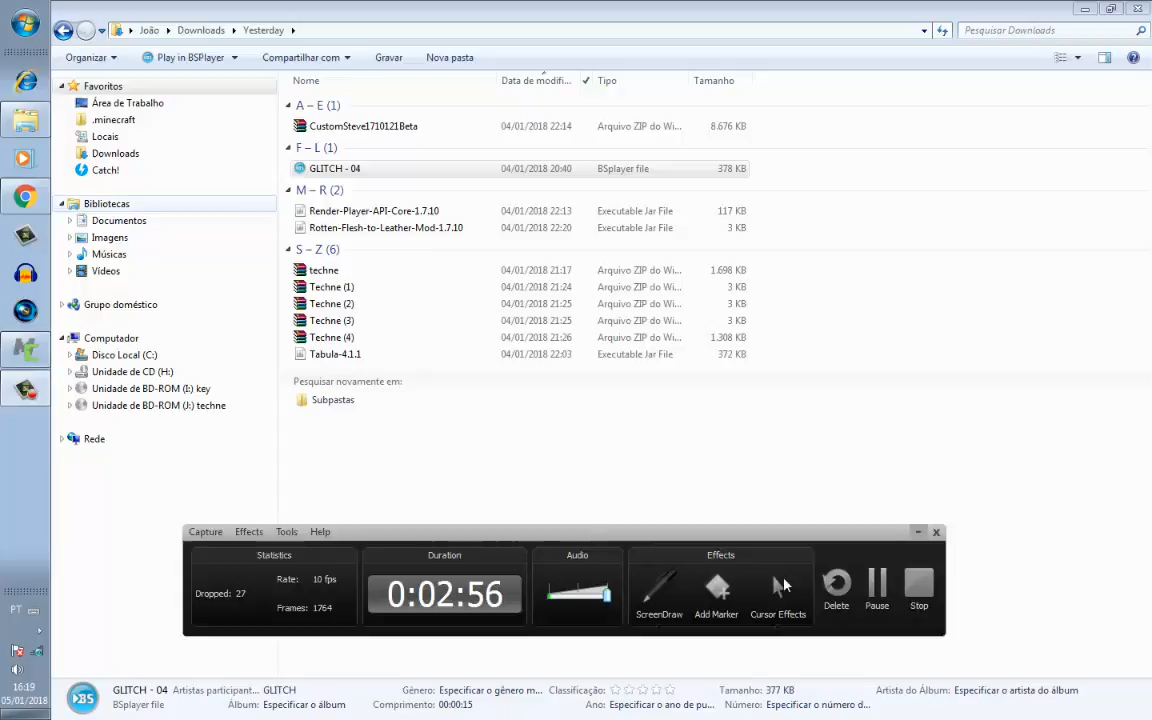 João ▸ Downloads ▸ Yesterday ▸
Pesquisar Downloads
Organizar Play in BSPlayer Compartilhar com Gravar Nova pasta
Favoritos
Área de Trabalho
.minecraft
Locais
Downloads
Catch!
Bibliotecas
Documentos
Imagens
Músicas
Vídeos
Grupo doméstico
Computador
Disco Local (C:)
Unidade de CD (H:)
Unidade de BD-ROM (I:) key
Unidade de BD-ROM (J:) techne
Rede
Nome Data de modifi... Tipo Tamanho
A – E (1)
CustomSteve1710121Beta 04/01/2018 22:14 Arquivo ZIP do Wi... 8.676 KB
F – L (1)
GLITCH - 04 04/01/2018 20:40 BSplayer file 378 KB
M – R (2)
Render-Player-API-Core-1.7.10 04/01/2018 22:13 Executable Jar File 117 KB
Rotten-Flesh-to-Leather-Mod-1.7.10 04/01/2018 22:20 Executable Jar File 3 KB
S – Z (6)
techne 04/01/2018 21:17 Arquivo ZIP do Wi... 1.698 KB
Techne (1) 04/01/2018 21:24 Arquivo ZIP do Wi... 3 KB
Techne (2) 04/01/2018 21:25 Arquivo ZIP do Wi... 3 KB
Techne (3) 04/01/2018 21:25 Arquivo ZIP do Wi... 3 KB
Techne (4) 04/01/2018 21:26 Arquivo ZIP do Wi... 1.308 KB
Tabula-4.1.1 04/01/2018 22:03 Executable Jar File 372 KB
Pesquisar novamente em:
Subpastas
Capture Effects Tools Help
Statistics Duration Audio Effects
Rate: 10 fps
Dropped: 27
Frames: 1764
0:02:56
ScreenDraw Add Marker Cursor Effects Delete Pause Stop
PT
16:19
05/01/2018
GLITCH - 04 Artistas participant... GLITCH Gênero: Especificar o gênero m... Classificação: ☆☆☆☆☆ Tamanho: 377 KB Artista do Álbum: Especificar o artista do álbum
BSplayer file Álbum: Especificar o álbum Comprimento: 00:00:15 Ano: Especificar o ano de pu... Número: Especificar o número d...
BS